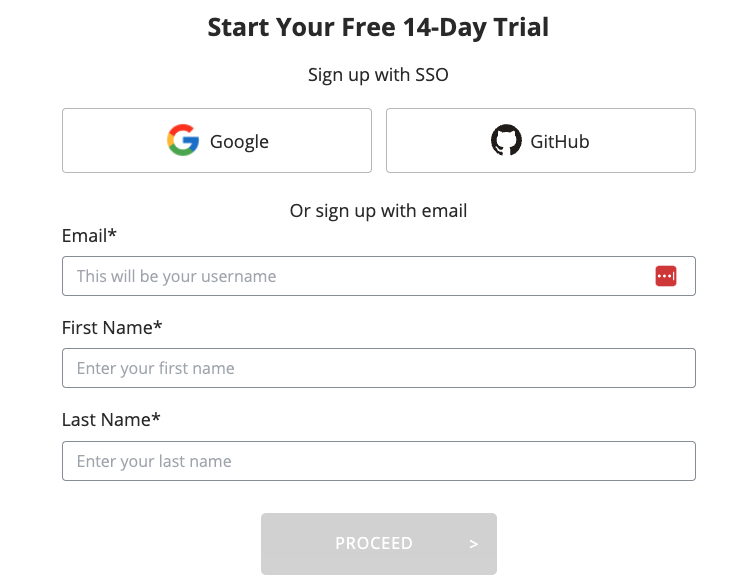 Start Your Free 14-Day Trial
Sign up with SSO
Google
GitHub
Or sign up with email
Email*
This will be your username
First Name*
Enter your first name
Last Name*
Enter your last name
PROCEED >